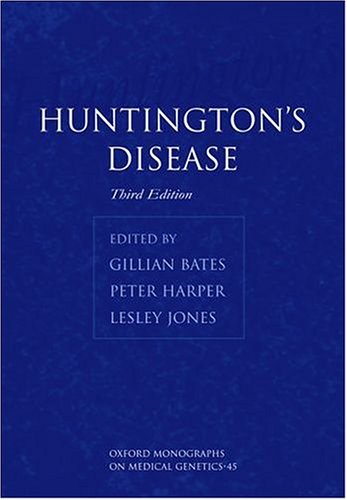 HUNTINGTON'S
DISEASE
Third Edition
EDITED BY
GILLIAN BATES
PETER HARPER
LESLEY JONES
OXFORD MONOGRAPHS
ON MEDICAL GENETICS·45